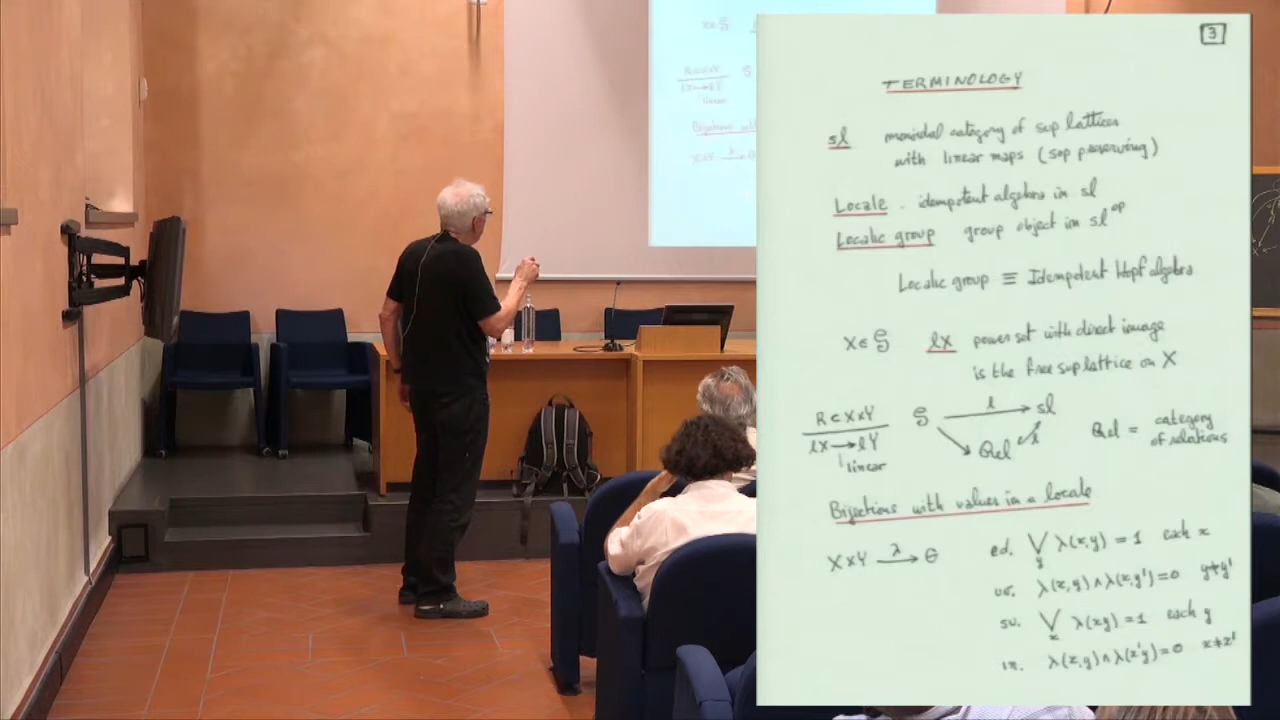 3
TERMINOLOGY
sl monoidal category of sup lattices
with linear maps (sup preserving)
Locale . idempotent algebra in sl
Localic group group object in sl^op
Localic group ≡ Idempotent Hopf algebra
X ∈ S lX power set with direct image
is the free sup lattice on X
R ⊂ X×Y
lX → lY
linear
S l→ sl
Rel l
Rel = category of relations
Bijections with values in a locale
X×Y λ→ Θ
ed. ⋁_y λ(x,y) = 1 each x
uv. λ(x,y) ∧ λ(x,y') = 0 y≠y'
su. ⋁_x λ(x,y) = 1 each y
in. λ(x,y) ∧ λ(x',y) = 0 x≠x'